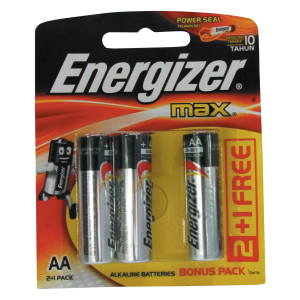 POWER SEAL
TECHNOLOGY
10
TAHUN
Energizer
max
AA
Energizer
Energizer
Energizer
2+1 FREE
AA
2+1 PACK
ALKALINE BATTERIES
BONUS PACK